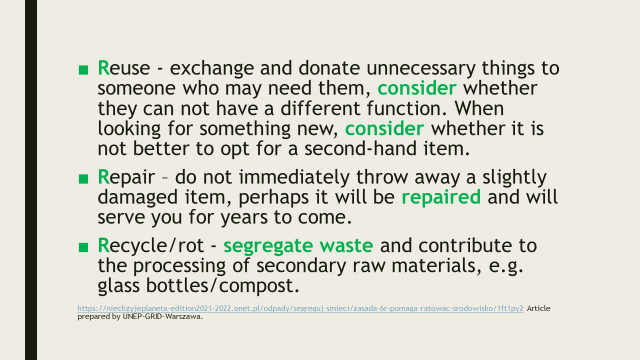 ■ Reuse - exchange and donate unnecessary things to
someone who may need them, consider whether
they can not have a different function. When
looking for something new, consider whether it is
not better to opt for a second-hand item.
■ Repair – do not immediately throw away a slightly
damaged item, perhaps it will be repaired and will
serve you for years to come.
■ Recycle/rot - segregate waste and contribute to
the processing of secondary raw materials, e.g.
glass bottles/compost.
https://niechzyjeplaneta-edition2021-2022.onet.pl/odpady/segreguj-smieci/zasada-6r-pomaga-ratowac-srodowisko/1ft1py2 Article
prepared by UNEP-GRID-Warszawa.